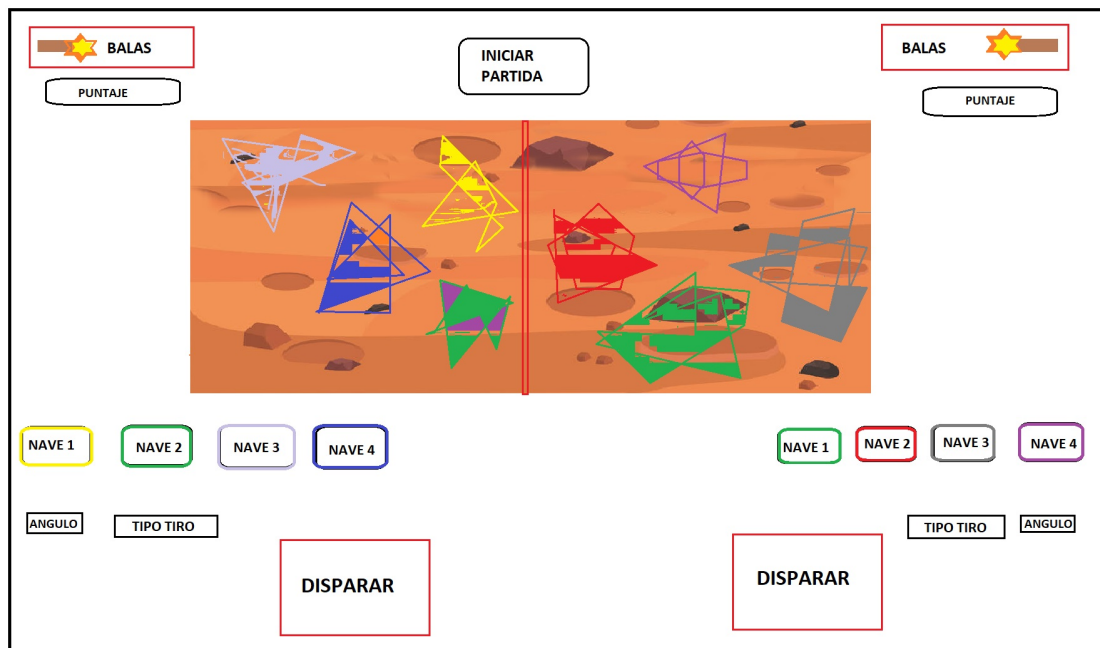 BALAS
INICIAR
PARTIDA
BALAS
PUNTAJE
PUNTAJE
NAVE 1
NAVE 2
NAVE 3
NAVE 4
NAVE 1
NAVE 2
NAVE 3
NAVE 4
ANGULO
TIPO TIRO
TIPO TIRO
ANGULO
DISPARAR
DISPARAR